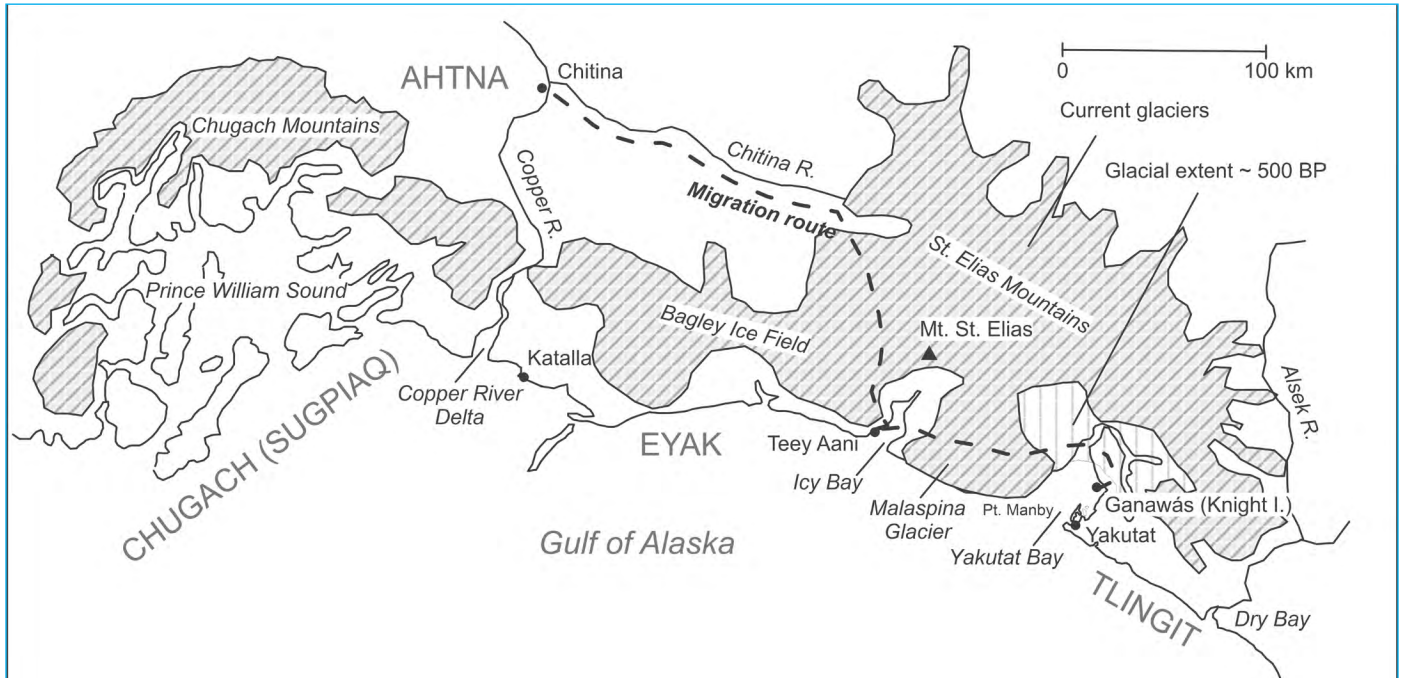 0 100 km
AHTNA
Chitina
Current glaciers
Chugach Mountains
Chitina R.
Glacial extent ~ 500 BP
Copper R.
Migration route
St. Elias Mountains
Prince William Sound
Bagley Ice Field
Mt. St. Elias
Katalla
Alsek R.
Copper River
Delta
CHUGACH (SUGPIAQ)
EYAK
Teey Aani
Icy Bay
Malaspina
Glacier
Pt. Manby
Ganawás (Knight I.)
Yakutat
Yakutat Bay
Gulf of Alaska
TLINGIT
Dry Bay